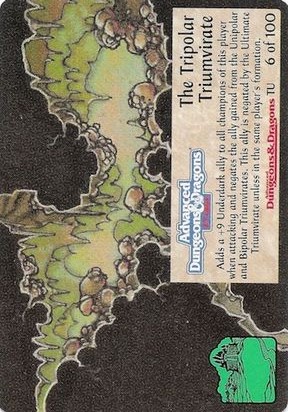 The Tripolar
Triumvirate
Advanced
Dungeons & Dragons
Adds a +9 Underdark ally to all champions of this player
when attacking and negates the ally gained from the Unipolar
and Bipolar Triumvirates. This ally is negated by the Ultimate
Triumvirate unless in the same player's formation.
Advanced
Dungeons & Dragons TU 6 of 100